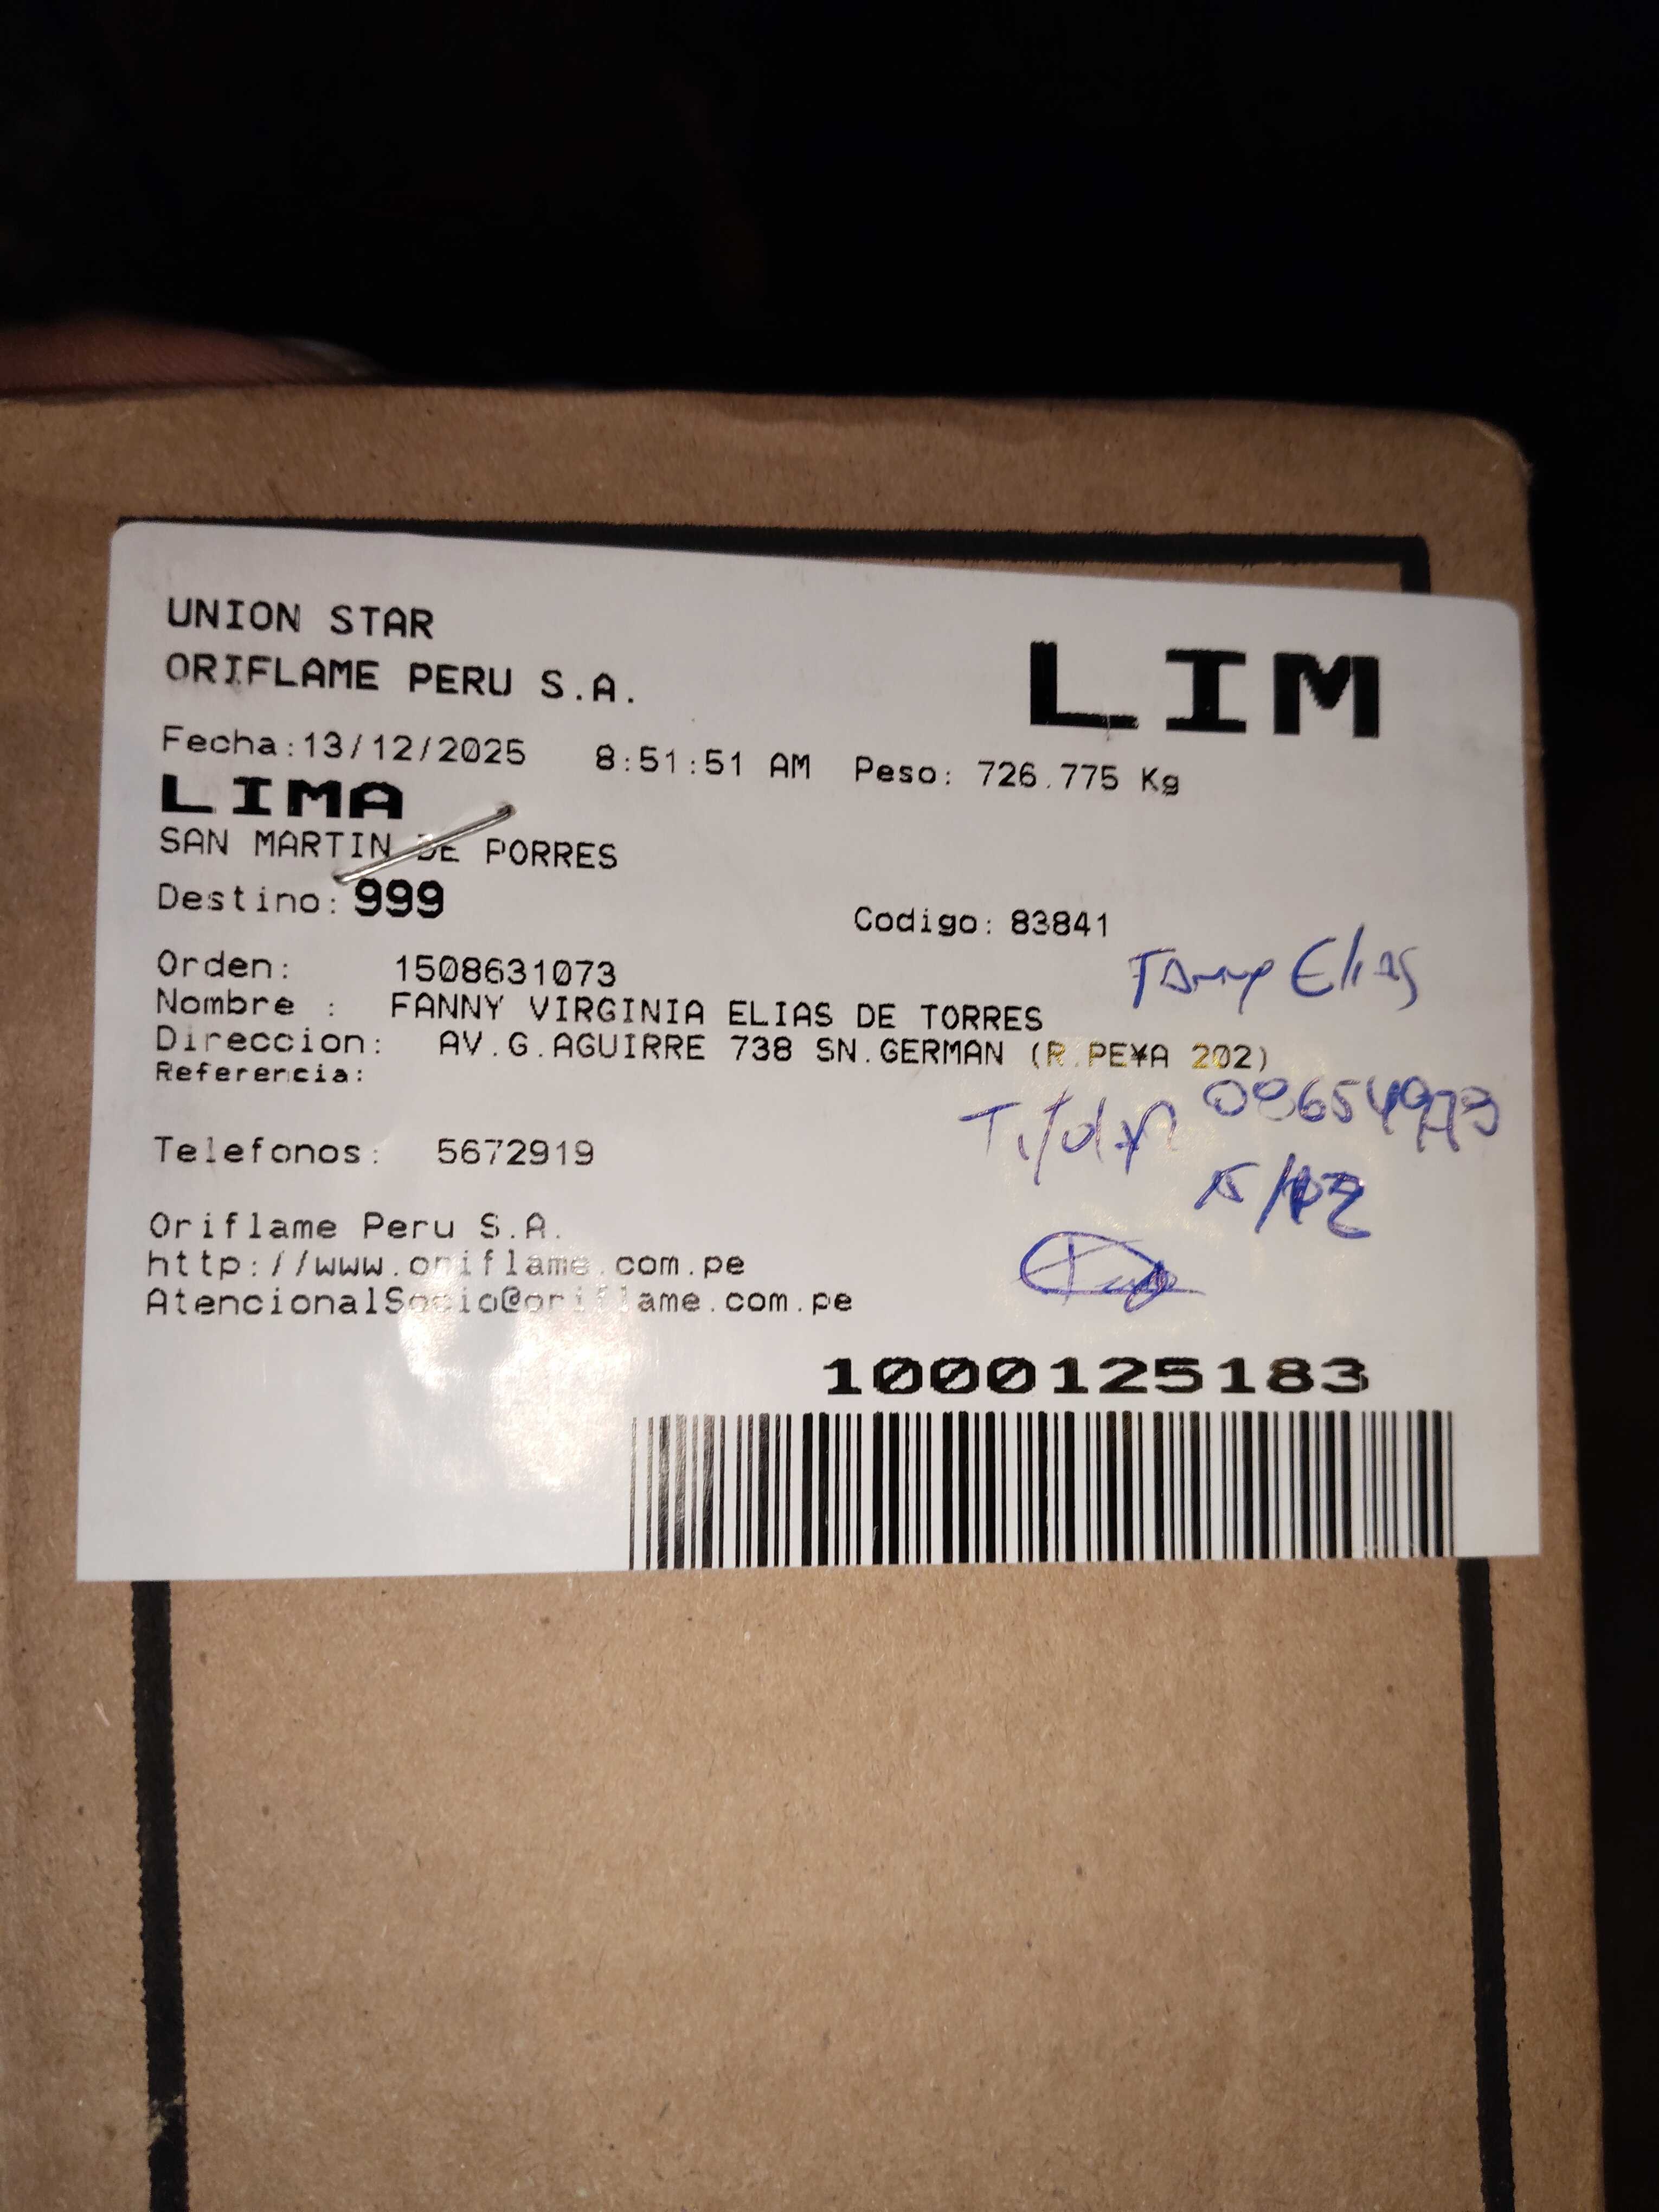 UNION STAR
LIM
ORIFLAME PERU S.A.
Fecha:13/12/2025 8:51:51 AM Peso: 726.775 Kg
LIMA
SAN MARTIN DE PORRES
Destino: 999
Codigo: 83841
Fanny Elias
Orden: 1508631073
Nombre : FANNY VIRGINIA ELIAS DE TORRES
Direccion: AV.G.AGUIRRE 738 SN.GERMAN (R.PE¥A 202)
Referencia:
Telefonos: 5672919
Oriflame Peru S.A.
http://www.oriflame.com.pe
AtencionalSocio@oriflame.com.pe
1000125183